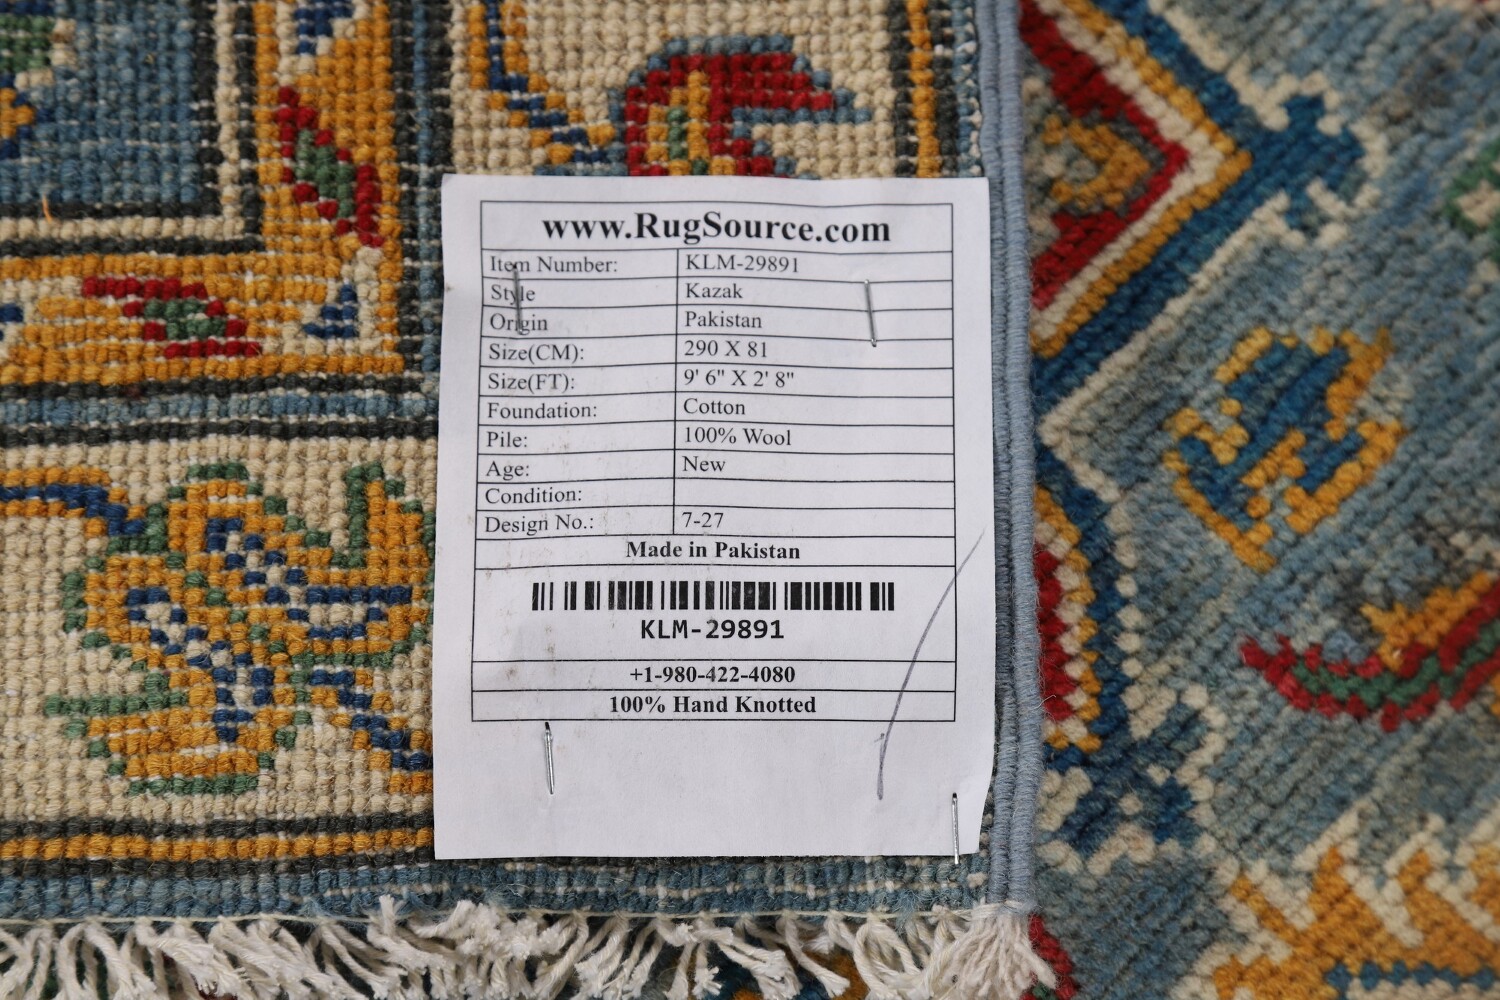 www.RugSource.com
Item Number: KLM-29891
Style Kazak
Origin Pakistan
Size(CM): 290 X 81
Size(FT): 9' 6" X 2' 8"
Foundation: Cotton
Pile: 100% Wool
Age: New
Condition:
Design No.: 7-27
Made in Pakistan
KLM-29891
+1-980-422-4080
100% Hand Knotted